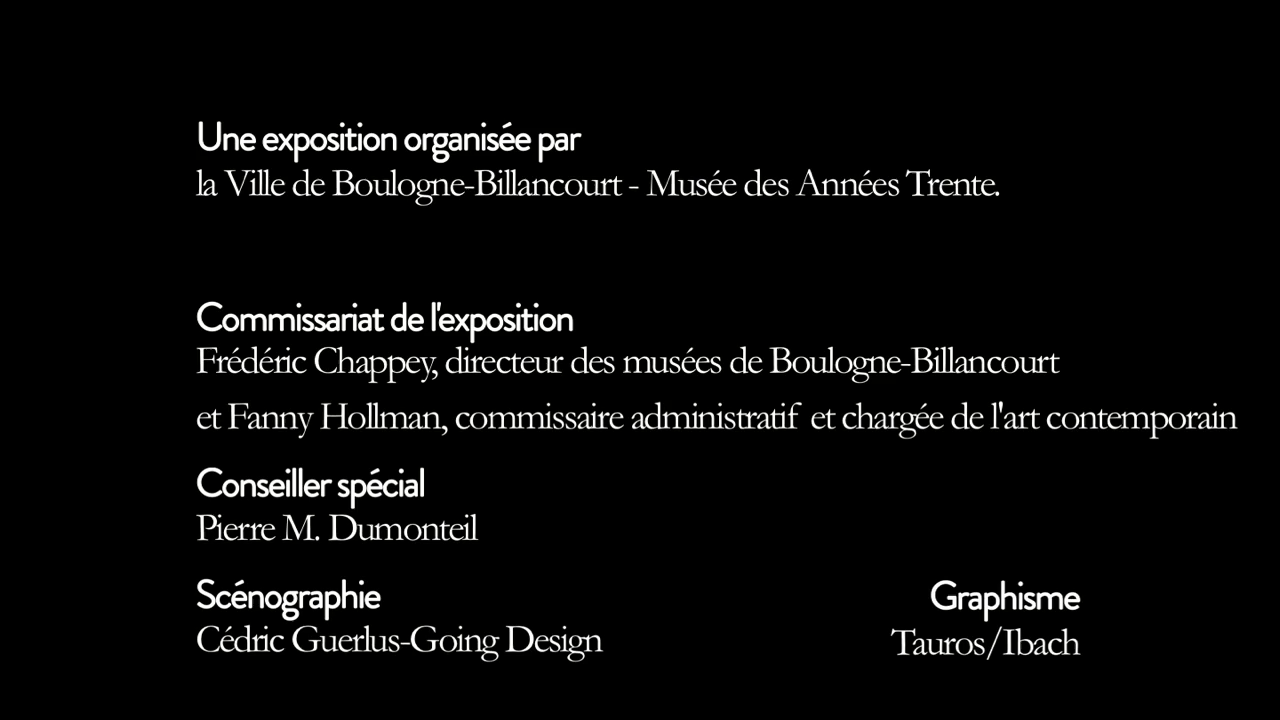 Une exposition organisée par
la Ville de Boulogne-Billancourt - Musée des Années Trente.
Commissariat de l'exposition
Frédéric Chappey, directeur des musées de Boulogne-Billancourt
et Fanny Hollman, commissaire administratif et chargée de l'art contemporain
Conseiller spécial
Pierre M. Dumonteil
Scénographie
Cédric Guerlus-Going Design
Graphisme
Tauros/Ibach